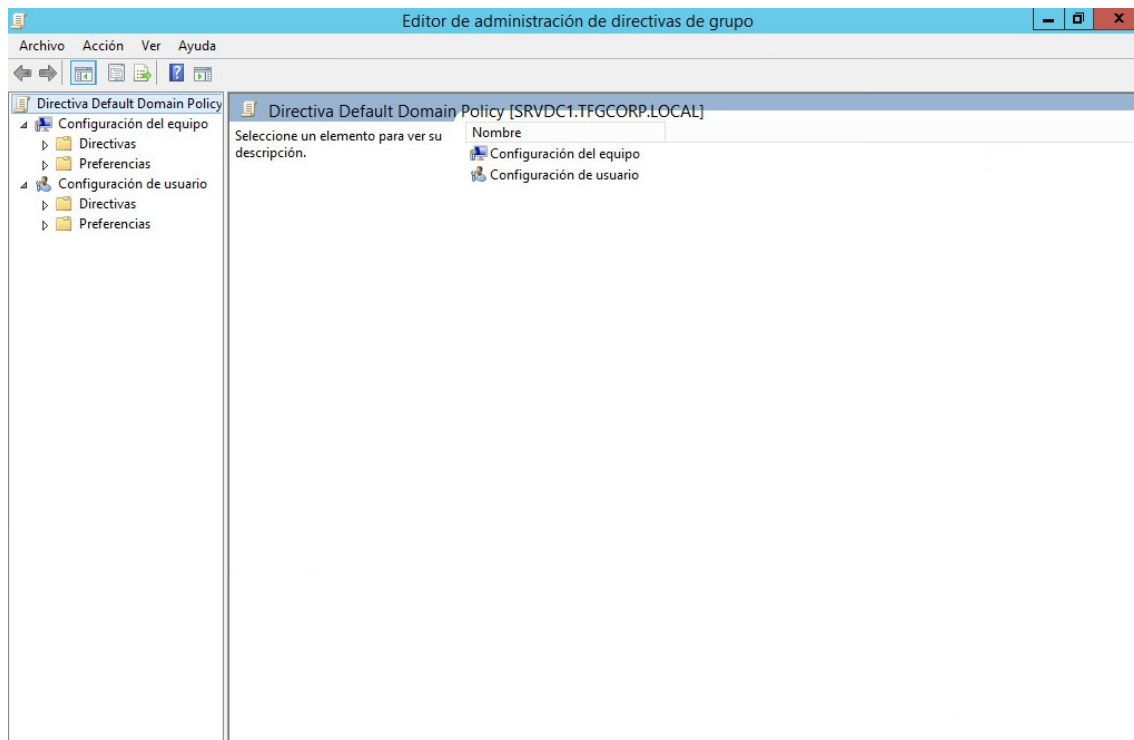 Editor de administración de directivas de grupo
Archivo Acción Ver Ayuda
Directiva Default Domain Policy
Configuración del equipo
Directivas
Preferencias
Configuración de usuario
Directivas
Preferencias
Directiva Default Domain Policy [SRVDC1.TFGCORP.LOCAL]
Seleccione un elemento para ver su
descripción.
Nombre
Configuración del equipo
Configuración de usuario